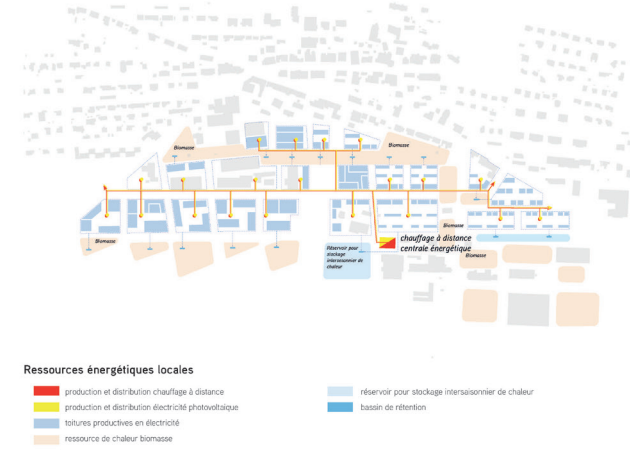 Biomasse
Biomasse
Biomasse
Réservoir pour
stockage
intersaisonnier de
chaleur
Biomasse
chauffage à distance
centrale énergétique
Biomasse
Ressources énergétiques locales
production et distribution chauffage à distance
production et distribution électricité photovoltaique
toitures productives en électricité
ressource de chaleur biomasse
réservoir pour stockage intersaisonnier de chaleur
bassin de rétention